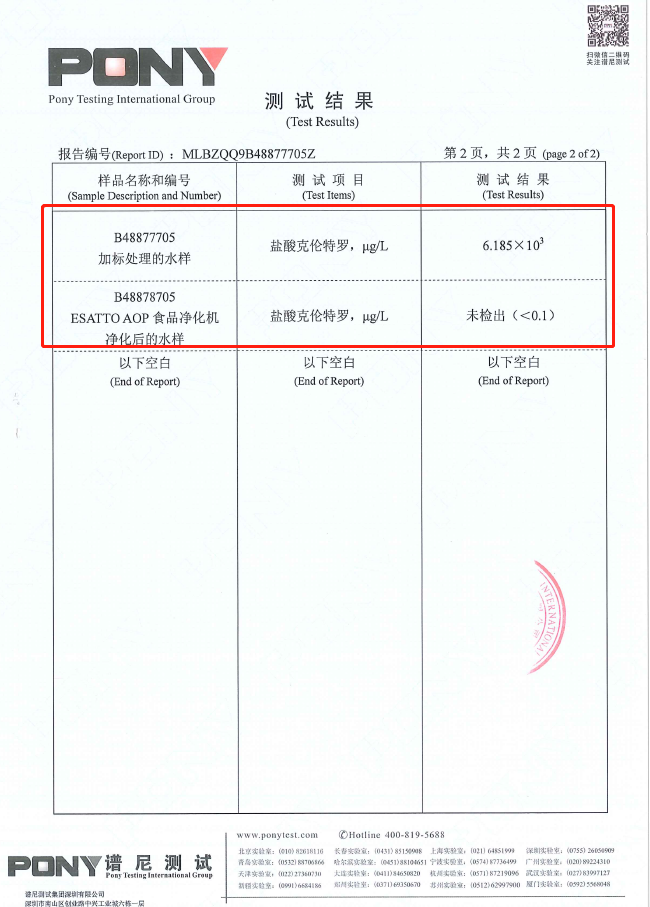 扫微信二维码
关注谱尼测试
PONY
Pony Testing International Group
测 试 结 果
(Test Results)
报告编号(Report ID) ：MLBZQQ9B48877705Z
第 2 页，共 2 页 (page 2 of 2)
样品名称和编号
(Sample Description and Number)
测 试 项 目
(Test Items)
测 试 结 果
(Test Results)
B48877705
加标处理的水样
盐酸克伦特罗，μg/L
6.185×10³
B48878705
ESATTO AOP 食品净化机
净化后的水样
盐酸克伦特罗，μg/L
未检出（＜0.1）
以下空白
(End of Report)
以下空白
(End of Report)
以下空白
(End of Report)
INTERNATIONAL
www.ponytest.com
✆Hotline 400-819-5688
PONY 谱 尼 测 试
Pony Testing International Group
北京实验室：(010) 82618116 长春实验室：(0431) 85150908 上海实验室：(021) 64851999 深圳实验室：(0755) 26050909
青岛实验室：(0532) 88706866 哈尔滨实验室：(0451) 88104651 宁波实验室：(0574) 87736499 广州实验室：(020) 89224310
天津实验室：(022) 27360730 大连实验室：(0411) 84650820 杭州实验室：(0571) 87219096 武汉实验室：(027) 83997127
新疆实验室：(0991) 6684186 郑州实验室：(0371) 69350670 苏州实验室：(0512) 62997900 厦门实验室：(0592) 5568048
谱尼测试集团深圳有限公司
深圳市南山区创业路中兴工业城六栋一层